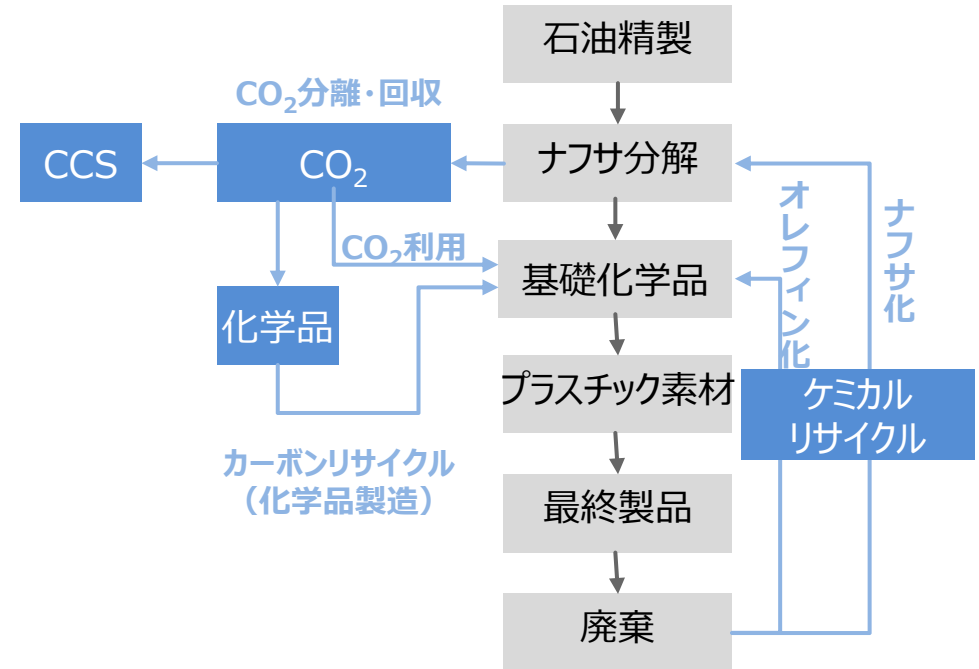 石油精製
CO₂分離・回収
CCS
CO₂
ナフサ分解
オレフィン化
ナフサ化
CO₂利用
基礎化学品
化学品
プラスチック素材
ケミカル
リサイクル
カーボンリサイクル
（化学品製造）
最終製品
廃棄